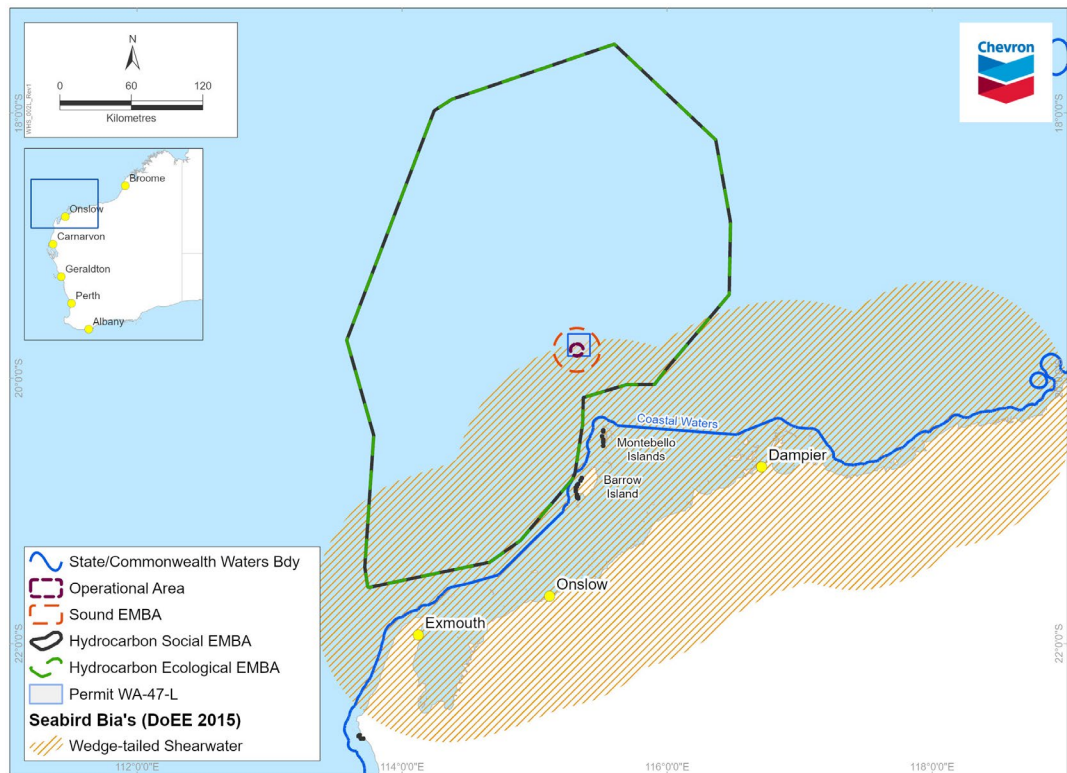 N
0 60 120
Kilometres
WHS_002L_Rev1
Chevron
18°0'0"S
18°0'0"S
Broome
Onslow
Carnarvon
Geraldton
Perth
Albany
20°0'0"S
20°0'0"S
Coastal Waters
Montebello
Islands
Dampier
Barrow
Island
Onslow
Exmouth
State/Commonwealth Waters Bdy
Operational Area
Sound EMBA
Hydrocarbon Social EMBA
Hydrocarbon Ecological EMBA
Permit WA-47-L
Seabird Bia's (DoEE 2015)
Wedge-tailed Shearwater
22°0'0"S
22°0'0"S
112°0'0"E
114°0'0"E
116°0'0"E
118°0'0"E